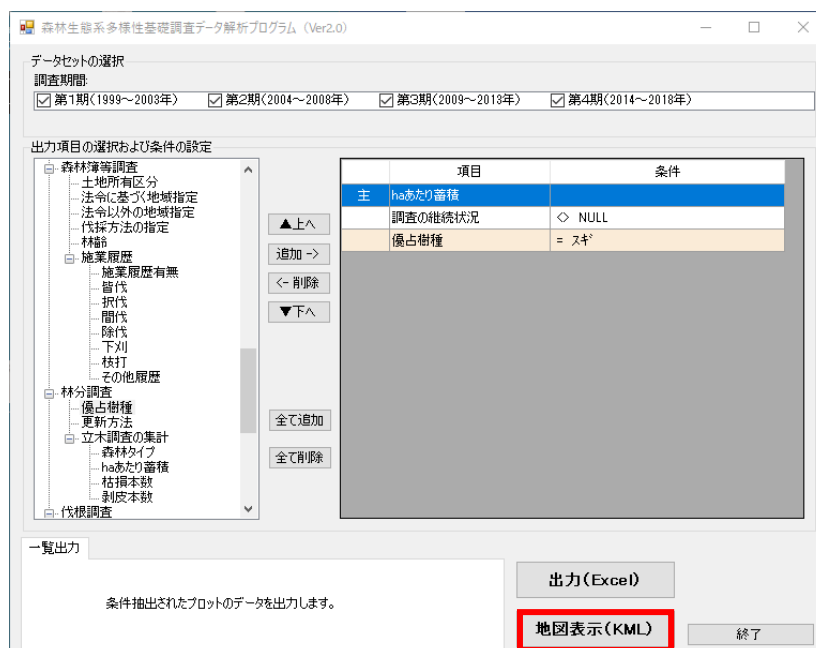 森林生態系多様性基礎調査データ解析プログラム (Ver2.0)
データセットの選択
調査期間:
第1期(1999～2003年) 第2期(2004～2008年) 第3期(2009～2013年) 第4期(2014～2018年)
出力項目の選択および条件の設定
森林簿等調査
土地所有区分
法令に基づく地域指定
法令以外の地域指定
伐採方法の指定
林齢
施業履歴
施業履歴有無
皆伐
択伐
間伐
除伐
下刈
枝打
その他履歴
林分調査
優占樹種
更新方法
立木調査の集計
森林タイプ
haあたり蓄積
枯損本数
剥皮本数
伐根調査
▲上へ
追加 ->
<- 削除
▼下へ
全て追加
全て削除
項目 条件
主 haあたり蓄積
調査の継続状況 <> NULL
優占樹種 = スギ
一覧出力
条件抽出されたプロットのデータを出力します。
出力(Excel)
地図表示(KML)
終了